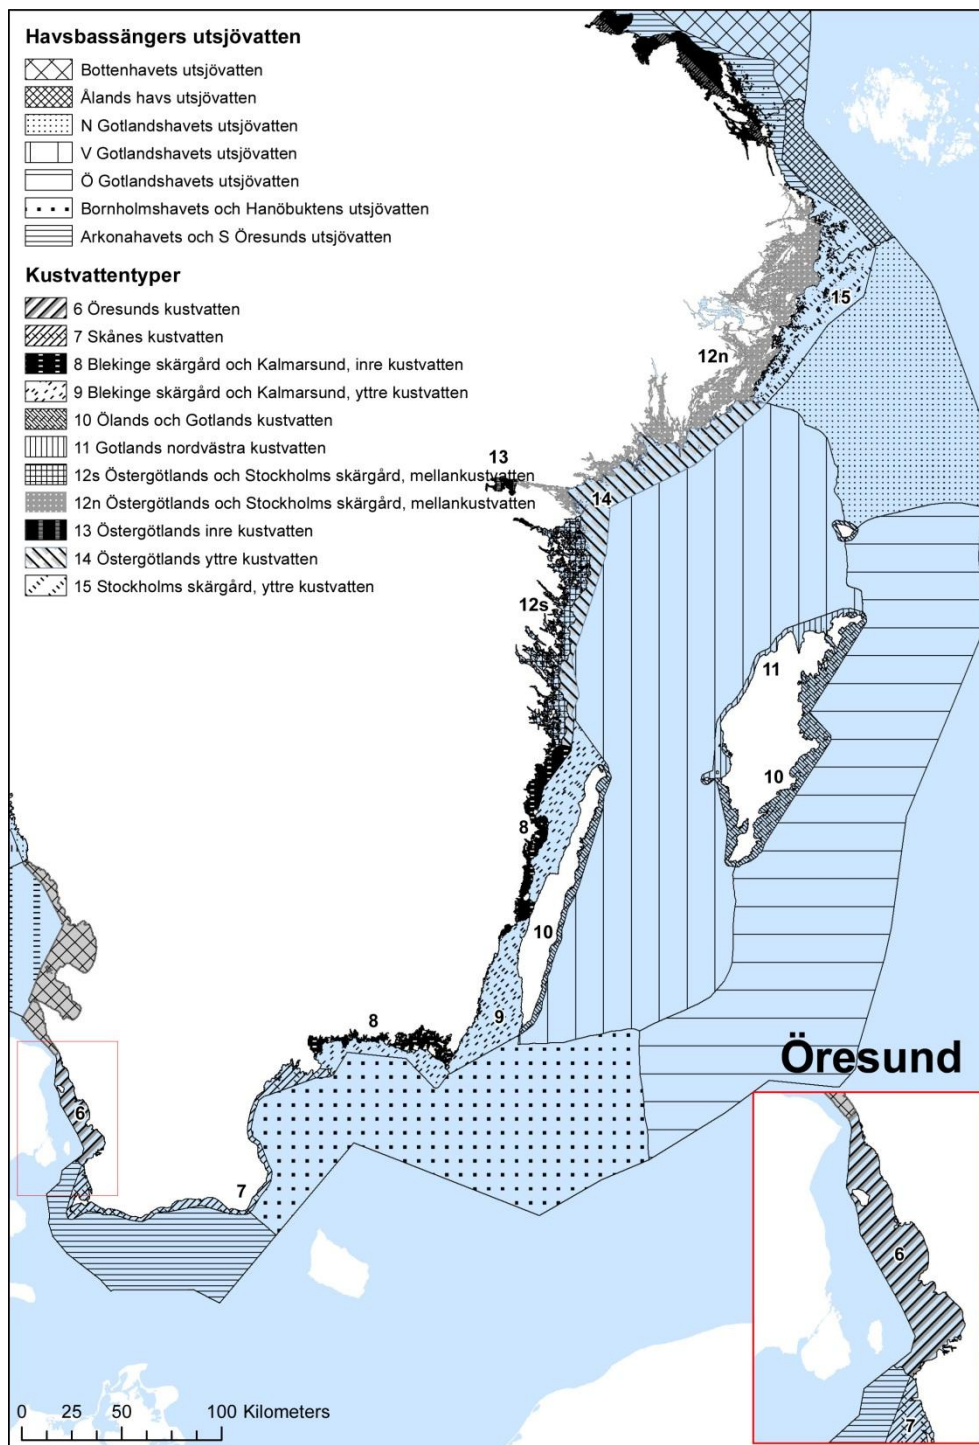 Havsbassängers utsjövatten
Bottenhavets utsjövatten
Ålands havs utsjövatten
N Gotlandshavets utsjövatten
V Gotlandshavets utsjövatten
Ö Gotlandshavets utsjövatten
Bornholmshavets och Hanöbuktens utsjövatten
Arkonahavets och S Öresunds utsjövatten
Kustvattentyper
6 Öresunds kustvatten
7 Skånes kustvatten
8 Blekinge skärgård och Kalmarsund, inre kustvatten
9 Blekinge skärgård och Kalmarsund, yttre kustvatten
10 Ölands och Gotlands kustvatten
11 Gotlands nordvästra kustvatten
12s Östergötlands och Stockholms skärgård, mellankustvatten
12n Östergötlands och Stockholms skärgård, mellankustvatten
13 Östergötlands inre kustvatten
14 Östergötlands yttre kustvatten
15 Stockholms skärgård, yttre kustvatten
15
12n
13
14
12s
11
10
8
10
9
8
6
7
Öresund
6
7
0 25 50 100 Kilometers